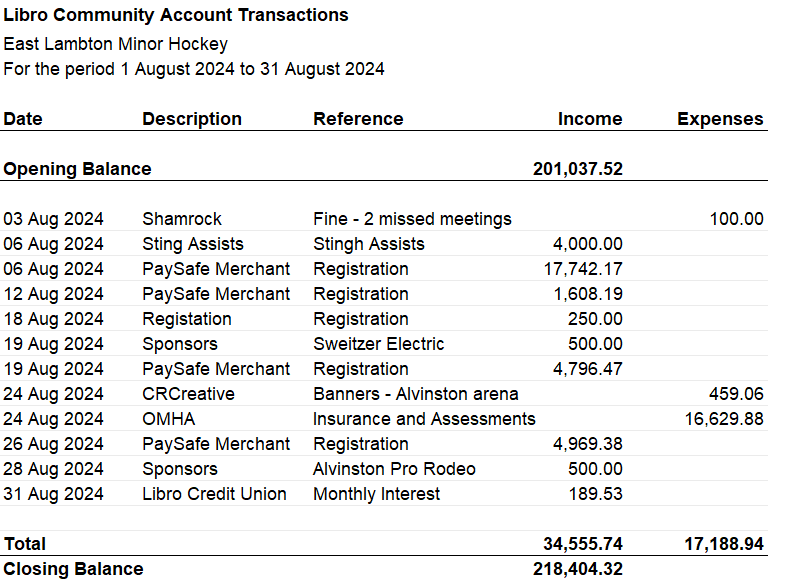 Libro Community Account Transactions
East Lambton Minor Hockey
For the period 1 August 2024 to 31 August 2024
Date Description Reference Income Expenses
Opening Balance 201,037.52
03 Aug 2024 Shamrock Fine - 2 missed meetings 100.00
06 Aug 2024 Sting Assists Stingh Assists 4,000.00
06 Aug 2024 PaySafe Merchant Registration 17,742.17
12 Aug 2024 PaySafe Merchant Registration 1,608.19
18 Aug 2024 Registation Registration 250.00
19 Aug 2024 Sponsors Sweitzer Electric 500.00
19 Aug 2024 PaySafe Merchant Registration 4,796.47
24 Aug 2024 CRCreative Banners - Alvinston arena 459.06
24 Aug 2024 OMHA Insurance and Assessments 16,629.88
26 Aug 2024 PaySafe Merchant Registration 4,969.38
28 Aug 2024 Sponsors Alvinston Pro Rodeo 500.00
31 Aug 2024 Libro Credit Union Monthly Interest 189.53
Total 34,555.74 17,188.94
Closing Balance 218,404.32